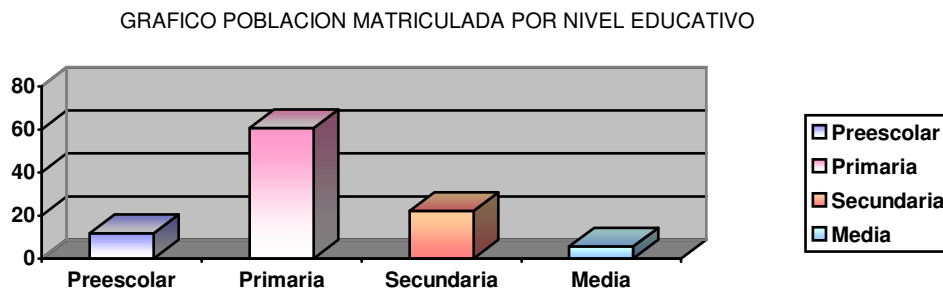 GRAFICO POBLACION MATRICULADA POR NIVEL EDUCATIVO
80
60
40
20
0
Preescolar Primaria Secundaria Media
Preescolar
Primaria
Secundaria
Media